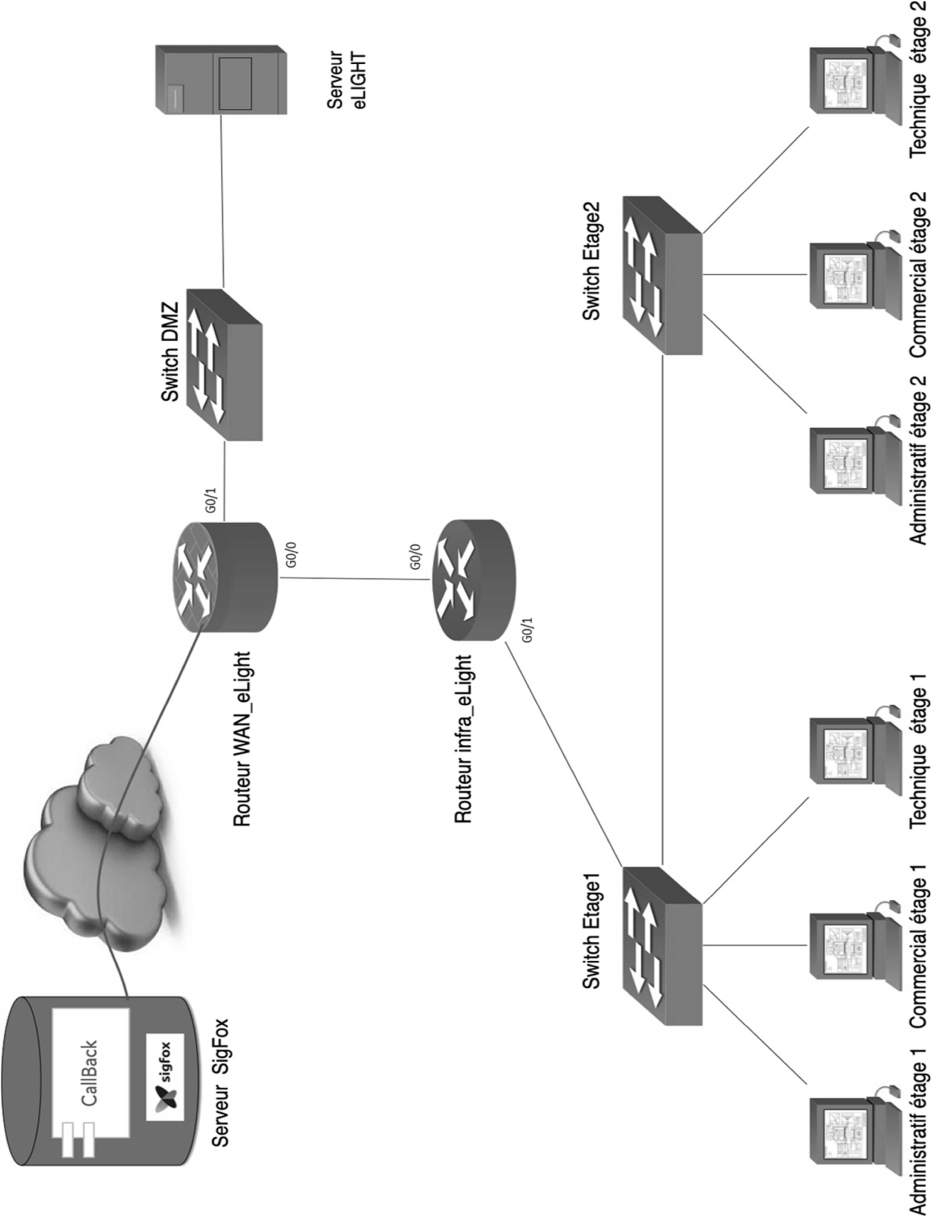 CallBack
sigfox
Serveur SigFox
Routeur WAN_eLight
G0/1
G0/0
Switch DMZ
Serveur
eLIGHT
Routeur infra_eLight
G0/0
G0/1
Switch Etage1
Switch Etage2
Administratif étage 1
Commercial étage 1
Technique étage 1
Administratif étage 2
Commercial étage 2
Technique étage 2